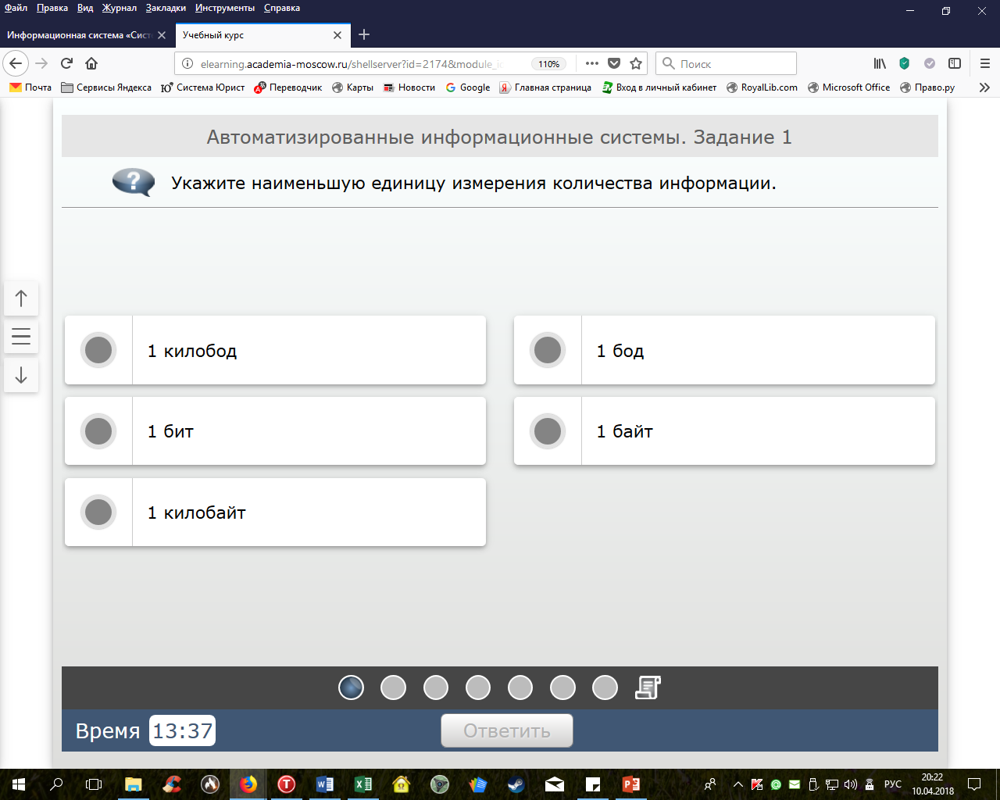 Файл Правка Вид Журнал Закладки Инструменты Справка
Информационная система «Сист
Учебный курс
elearning.academia-moscow.ru/shellserver?id=2174&module_i
110%
Поиск
Почта
Сервисы Яндекса
Система Юрист
Переводчик
Карты
Новости
Google
Главная страница
Вход в личный кабинет
RoyalLib.com
Microsoft Office
Право.ру
Автоматизированные информационные системы. Задание 1
Укажите наименьшую единицу измерения количества информации.
1 килобод
1 бод
1 бит
1 байт
1 килобайт
Время 13:37
Ответить
РУС
20:22
10.04.2018